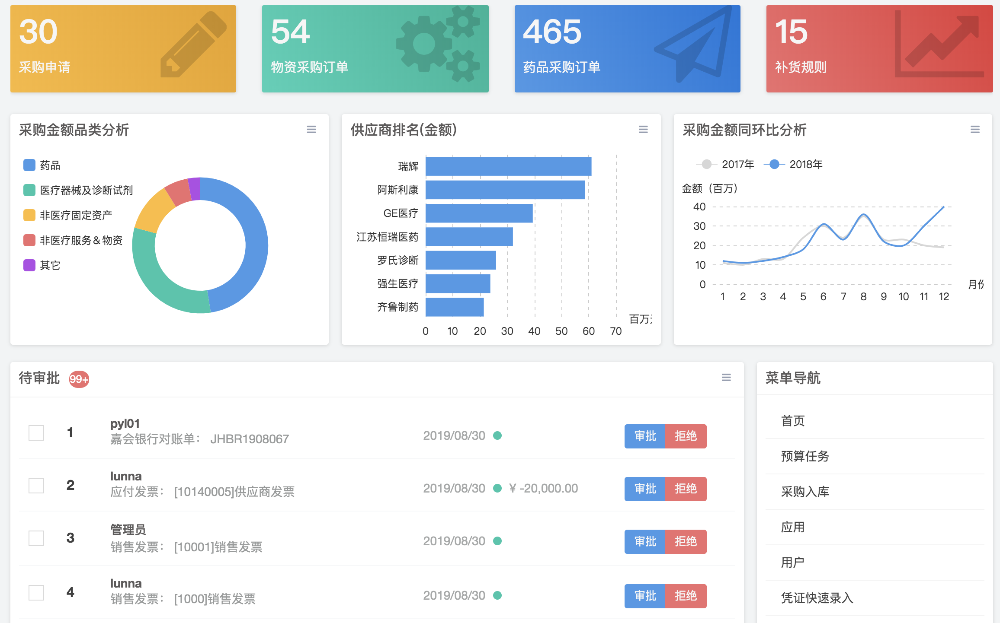 30
采购申请
54
物资采购订单
465
药品采购订单
15
补货规则
采购金额品类分析
药品
医疗器械及诊断试剂
非医疗固定资产
非医疗服务&物资
其它
供应商排名(金额)
瑞辉
阿斯利康
GE医疗
江苏恒瑞医药
罗氏诊断
强生医疗
齐鲁制药
百万
0 10 20 30 40 50 60 70
采购金额同环比分析
2017年 2018年
金额（百万）
40
30
20
10
0
月份
1 2 3 4 5 6 7 8 9 10 11 12
待审批 99+
1
pyl01
嘉会银行对账单： JHBR1908067
2019/08/30
审批 拒绝
2
lunna
应付发票： [10140005]供应商发票
2019/08/30 ¥ -20,000.00
审批 拒绝
3
管理员
销售发票： [10001]销售发票
2019/08/30
审批 拒绝
4
lunna
销售发票： [1000]销售发票
2019/08/30
审批 拒绝
菜单导航
首页
预算任务
采购入库
应用
用户
凭证快速录入